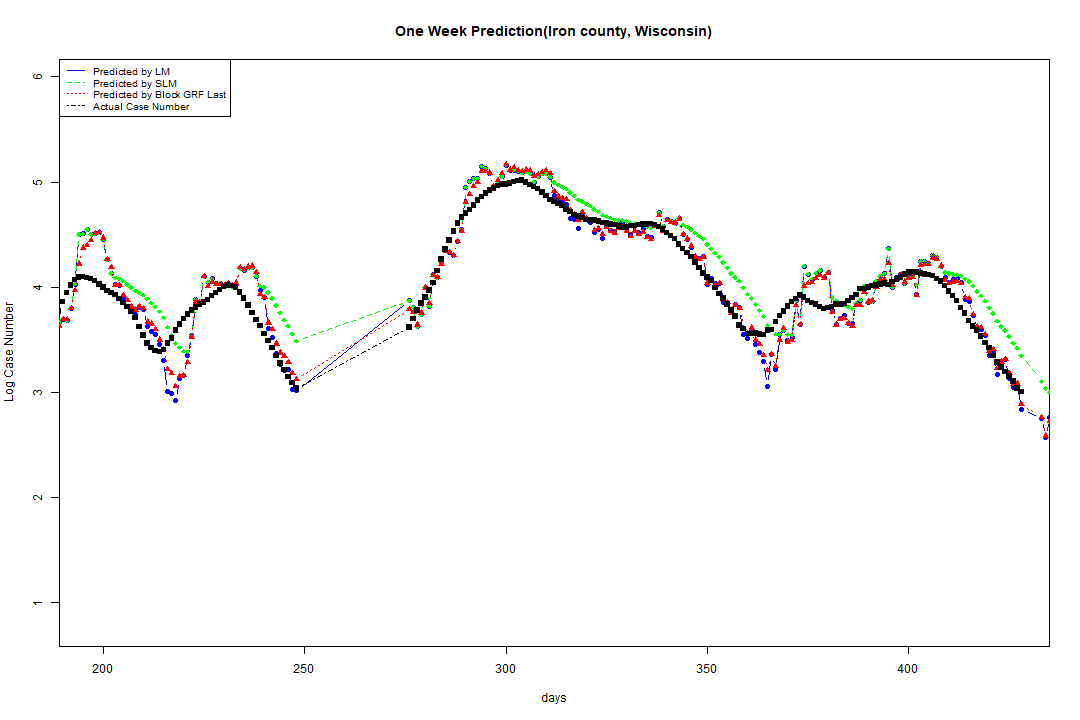 One Week Prediction(Iron county, Wisconsin)
Predicted by LM
Predicted by SLM
Predicted by Block GRF Last
Actual Case Number
6
5
4
3
2
1
Log Case Number
200 250 300 350 400
days